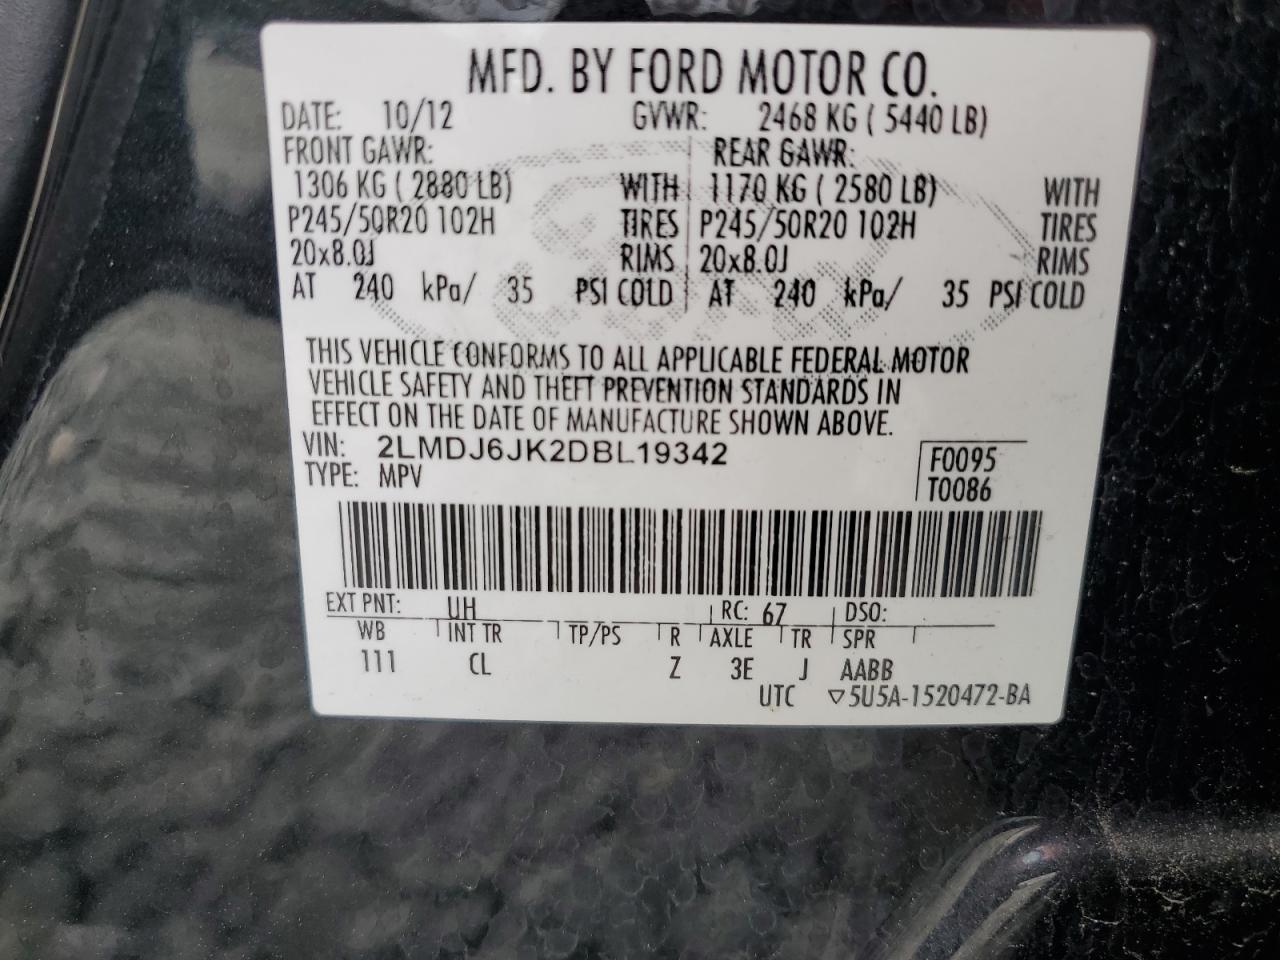 MFD. BY FORD MOTOR CO.
DATE: 10/12 GVWR: 2468 KG ( 5440 LB)
FRONT GAWR: REAR GAWR:
1306 KG ( 2880 LB) WITH 1170 KG ( 2580 LB) WITH
P245/50R20 102H TIRES P245/50R20 102H TIRES
20x8.0J RIMS 20x8.0J RIMS
AT 240 kPa/ 35 PSI COLD AT 240 kPa/ 35 PSI COLD
THIS VEHICLE CONFORMS TO ALL APPLICABLE FEDERAL MOTOR
VEHICLE SAFETY AND THEFT PREVENTION STANDARDS IN
EFFECT ON THE DATE OF MANUFACTURE SHOWN ABOVE.
VIN: 2LMDJ6JK2DBL19342 F0095
TYPE: MPV T0086
EXT PNT: UH RC: 67 DSO:
WB INT TR TP/PS R AXLE TR SPR
111 CL Z 3E J AABB
UTC ▽5U5A-1520472-BA